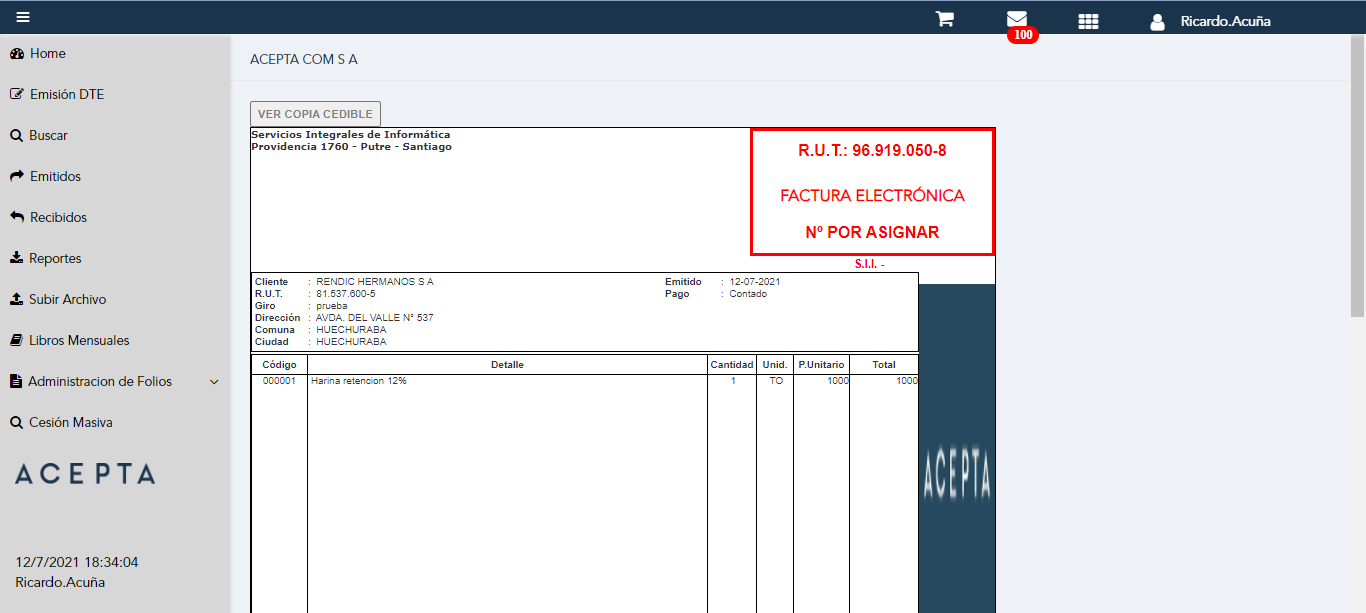 Ricardo.Acuña
100
Home
Emisión DTE
Buscar
Emitidos
Recibidos
Reportes
Subir Archivo
Libros Mensuales
Administracion de Folios
Cesión Masiva
ACEPTA
12/7/2021 18:34:04
Ricardo.Acuña
ACEPTA COM S A
VER COPIA CEDIBLE
Servicios Integrales de Informática
Providencia 1760 - Putre - Santiago
R.U.T.: 96.919.050-8
FACTURA ELECTRÓNICA
Nº POR ASIGNAR
S.I.I. -
Cliente : RENDIC HERMANOS S A Emitido : 12-07-2021
R.U.T. : 81.537.600-5 Pago : Contado
Giro : prueba
Dirección : AVDA. DEL VALLE N° 537
Comuna : HUECHURABA
Ciudad : HUECHURABA
Código Detalle Cantidad Unid. P.Unitario Total
000001 Harina retencion 12% 1 TO 1000 1000
ACEPTA